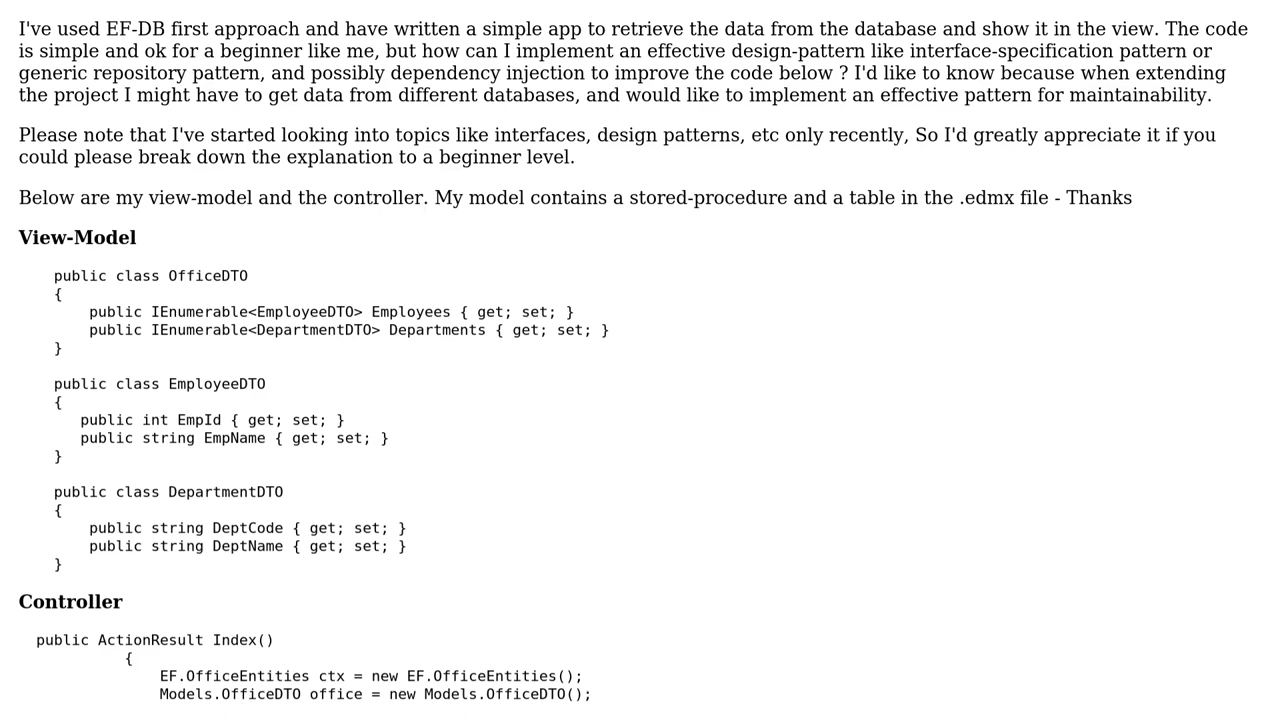 I've used EF-DB first approach and have written a simple app to retrieve the data from the database and show it in the view. The code
is simple and ok for a beginner like me, but how can I implement an effective design-pattern like interface-specification pattern or
generic repository pattern, and possibly dependency injection to improve the code below ? I'd like to know because when extending
the project I might have to get data from different databases, and would like to implement an effective pattern for maintainability.
Please note that I've started looking into topics like interfaces, design patterns, etc only recently, So I'd greatly appreciate it if you
could please break down the explanation to a beginner level.
Below are my view-model and the controller. My model contains a stored-procedure and a table in the .edmx file - Thanks
View-Model
public class OfficeDTO
{
public IEnumerable<EmployeeDTO> Employees { get; set; }
public IEnumerable<DepartmentDTO> Departments { get; set; }
}
public class EmployeeDTO
{
public int EmpId { get; set; }
public string EmpName { get; set; }
}
public class DepartmentDTO
{
public string DeptCode { get; set; }
public string DeptName { get; set; }
}
Controller
public ActionResult Index()
{
EF.OfficeEntities ctx = new EF.OfficeEntities();
Models.OfficeDTO office = new Models.OfficeDTO();